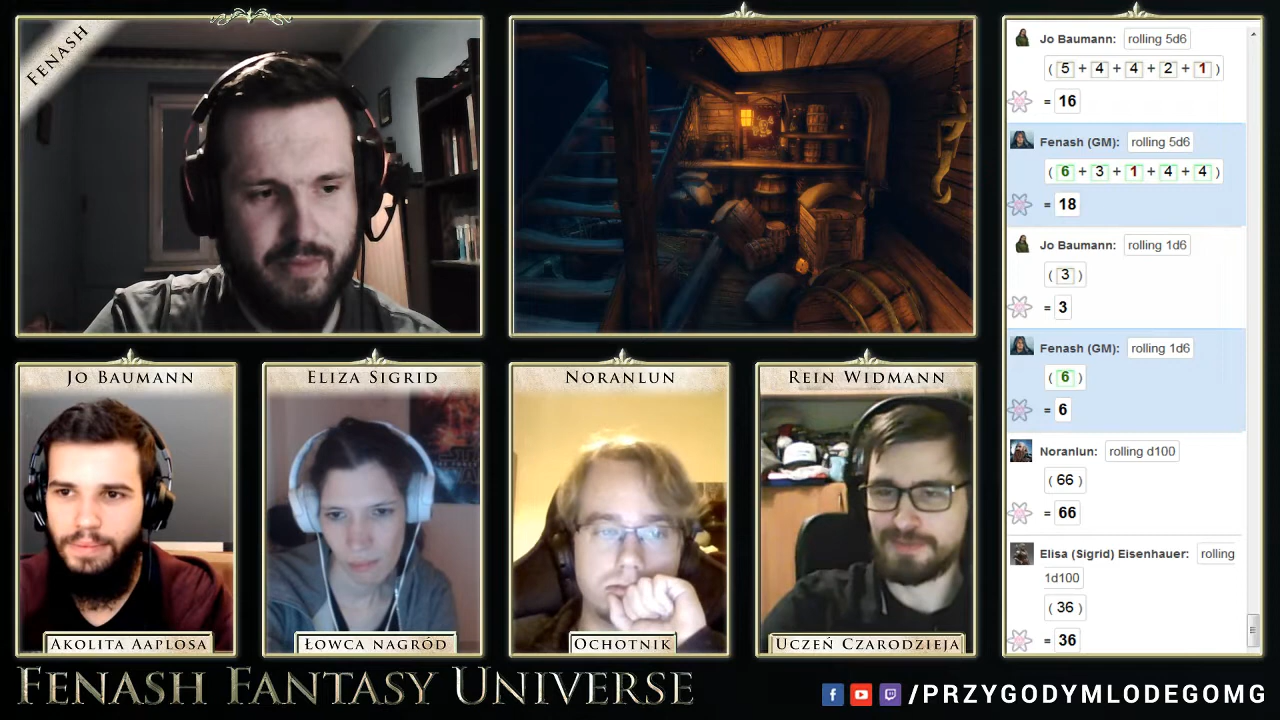 FENASH
Jo Baumann: rolling 5d6
( 5 + 4 + 4 + 2 + 1 )
= 16
Fenash (GM): rolling 5d6
( 6 + 3 + 1 + 4 + 4 )
= 18
Jo Baumann: rolling 1d6
( 3 )
= 3
Fenash (GM): rolling 1d6
( 6 )
= 6
Noranlun: rolling d100
( 66 )
= 66
Elisa (Sigrid) Eisenhauer: rolling
1d100
( 36 )
= 36
JO BAUMANN
AKOLITA AAPLOSA
ELIZA SIGRID
ŁOWCA NAGRÓD
NORANLUN
OCHOTNIK
REIN WIDMANN
UCZEŃ CZARODZIEJA
FENASH FANTASY UNIVERSE
/PRZYGODYMLODEGOMG